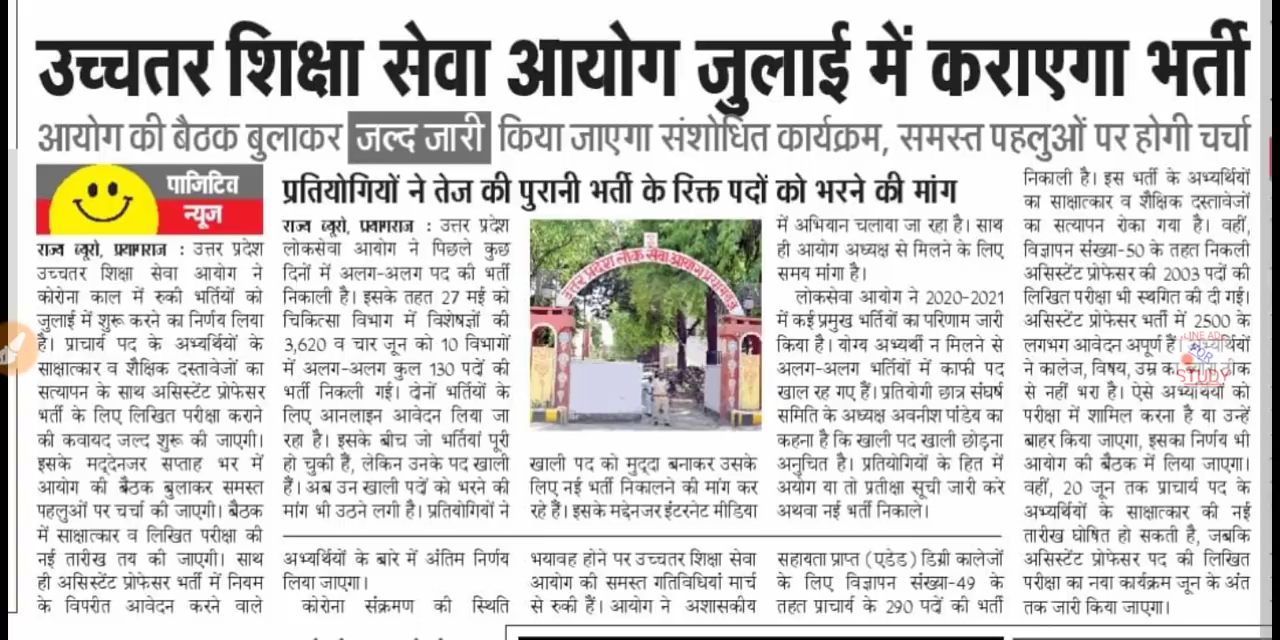 उच्चतर शिक्षा सेवा आयोग जुलाई में कराएगा भर्ती
आयोग की बैठक बुलाकर जल्द जारी किया जाएगा संशोधित कार्यक्रम, समस्त पहलुओं पर होगी चर्चा
पाजिटिव
न्यूज
राज्य ब्यूरो, प्रयागराज : उत्तर प्रदेश
उच्चतर शिक्षा सेवा आयोग ने
कोरोना काल में रुकी भर्तियों को
जुलाई में शुरू करने का निर्णय लिया
है। प्राचार्य पद के अभ्यर्थियों के
साक्षात्कार व शैक्षिक दस्तावेजों का
सत्यापन के साथ असिस्टेंट प्रोफेसर
भर्ती के लिए लिखित परीक्षा कराने
की कवायद जल्द शुरू की जाएगी।
इसके मद्देनजर सप्ताह भर में
आयोग की बैठक बुलाकर समस्त
पहलुओं पर चर्चा की जाएगी। बैठक
में साक्षात्कार व लिखित परीक्षा की
नई तारीख तय की जाएगी। साथ
ही असिस्टेंट प्रोफेसर भर्ती में नियम
के विपरीत आवेदन करने वाले
अभ्यर्थियों के बारे में अंतिम निर्णय
लिया जाएगा।
कोरोना संक्रमण की स्थिति
भयावह होने पर उच्चतर शिक्षा सेवा
आयोग की समस्त गतिविधियां मार्च
से रुकी हैं। आयोग ने अशासकीय
सहायता प्राप्त (एडेड) डिग्री कालेजों
के लिए विज्ञापन संख्या-49 के
तहत प्राचार्य के 290 पदों की भर्ती
निकाली है। इस भर्ती के अभ्यर्थियों
का साक्षात्कार व शैक्षिक दस्तावेजों
का सत्यापन रोका गया है। वहीं,
विज्ञापन संख्या-50 के तहत निकली
असिस्टेंट प्रोफेसर की 2003 पदों की
लिखित परीक्षा भी स्थगित की दी गई।
असिस्टेंट प्रोफेसर भर्ती में 2500 के
लगभग आवेदन अपूर्ण हैं।
ने कालेज, विषय, उम्र का
से नहीं भरा है। ऐसे अभ्यर्थियों को
परीक्षा में शामिल करना है या उन्हें
बाहर किया जाएगा, इसका निर्णय भी
आयोग की बैठक में लिया जाएगा।
वहीं, 20 जून तक प्राचार्य पद के
अभ्यर्थियों के साक्षात्कार की नई
तारीख घोषित हो सकती है, जबकि
असिस्टेंट प्रोफेसर पद की लिखित
परीक्षा का नया कार्यक्रम जून के अंत
तक जारी किया जाएगा।
प्रतियोगियों ने तेज की पुरानी भर्ती के रिक्त पदों को भरने की मांग
राज्य ब्यूरो, प्रयागराज : उत्तर प्रदेश
लोकसेवा आयोग ने पिछले कुछ
दिनों में अलग-अलग पद की भर्ती
निकाली है। इसके तहत 27 मई को
चिकित्सा विभाग में विशेषज्ञों की
3,620 व चार जून को 10 विभागों
में अलग-अलग कुल 130 पदों की
भर्ती निकली गई। दोनों भर्तियों के
लिए आनलाइन आवेदन लिया जा
रहा है। इसके बीच जो भर्तियां पूरी
हो चुकी हैं, लेकिन उनके पद खाली
हैं। अब उन खाली पदों को भरने की
मांग भी उठने लगी है। प्रतियोगियों ने
उत्तर प्रदेश लोक सेवा आयोग प्रयागराज
खाली पद को मुद्दा बनाकर उसके
लिए नई भर्ती निकालने की मांग कर
रहे हैं। इसके मद्देनजर इंटरनेट मीडिया
में अभियान चलाया जा रहा है। साथ
ही आयोग अध्यक्ष से मिलने के लिए
समय मांगा है।
लोकसेवा आयोग ने 2020-2021
में कई प्रमुख भर्तियों का परिणाम जारी
किया है। योग्य अभ्यर्थी न मिलने से
अलग-अलग भर्तियों में काफी पद
खाल रह गए हैं। प्रतियोगी छात्र संघर्ष
समिति के अध्यक्ष अवनीश पांडेय का
कहना है कि खाली पद खाली छोड़ना
अनुचित है। प्रतियोगियों के हित में
अयोग या तो प्रतीक्षा सूची जारी करे
अथवा नई भर्ती निकाले।
LINE AD
FOR
STUDY